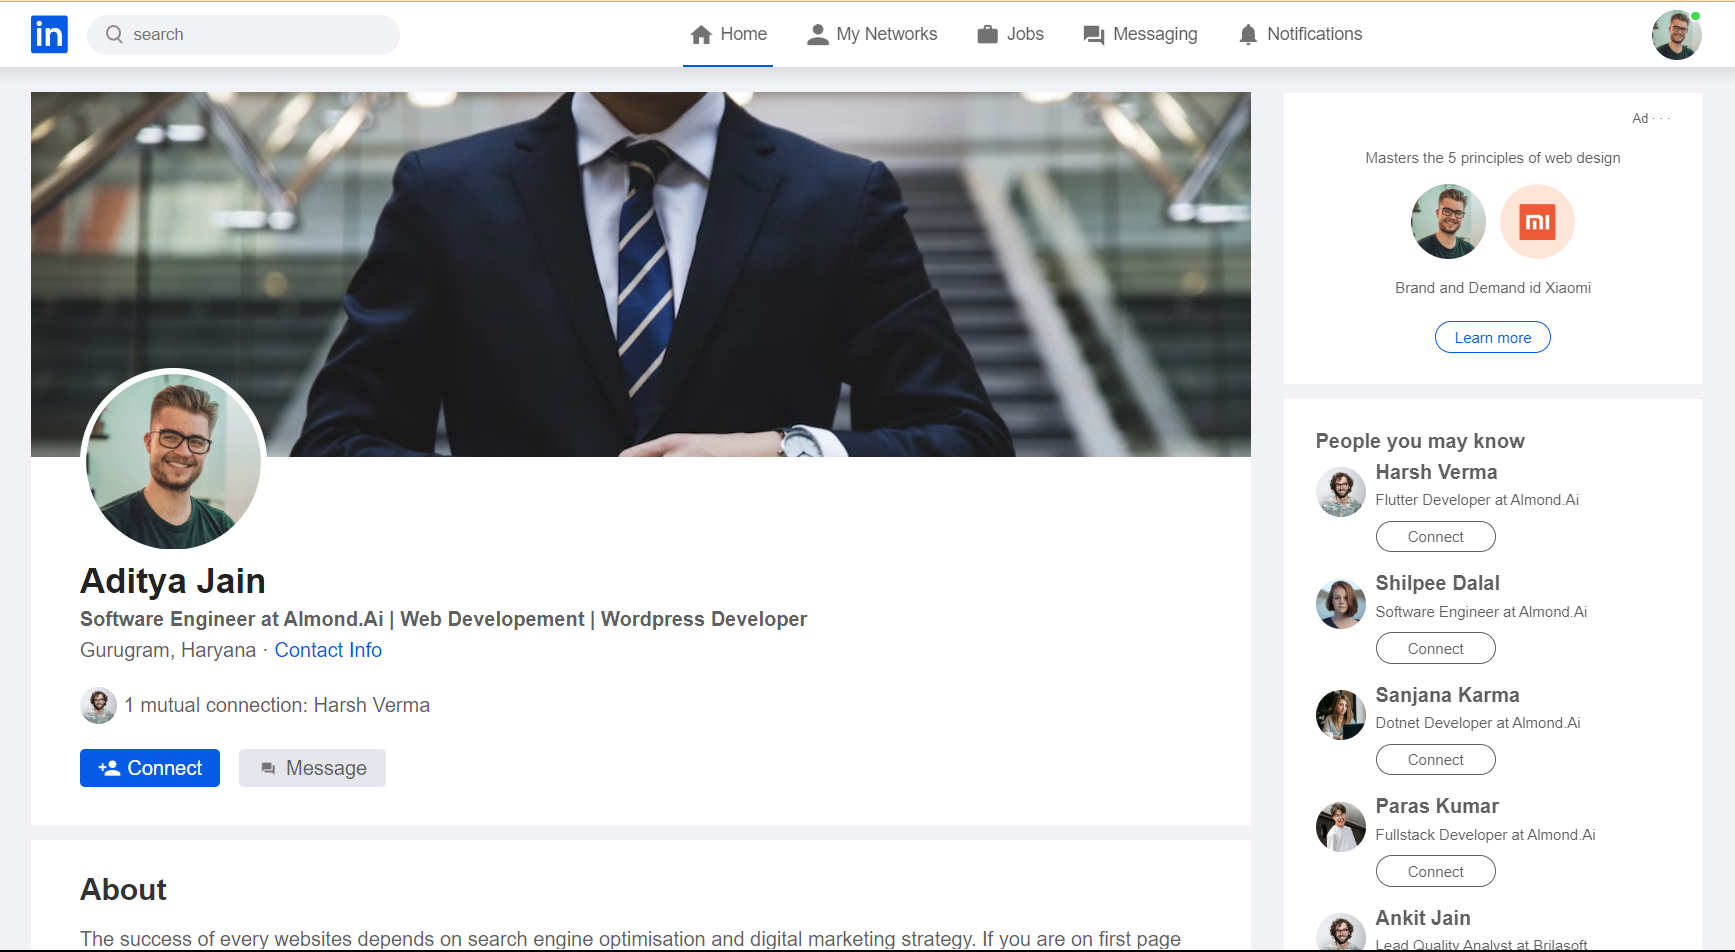 in
search
Home
My Networks
Jobs
Messaging
Notifications
Ad · · ·
Masters the 5 principles of web design
mi
Brand and Demand id Xiaomi
Learn more
Aditya Jain
Software Engineer at Almond.Ai | Web Developement | Wordpress Developer
Gurugram, Haryana · Contact Info
1 mutual connection: Harsh Verma
Connect
Message
About
The success of every websites depends on search engine optimisation and digital marketing strategy. If you are on first page
People you may know
Harsh Verma
Flutter Developer at Almond.Ai
Connect
Shilpee Dalal
Software Engineer at Almond.Ai
Connect
Sanjana Karma
Dotnet Developer at Almond.Ai
Connect
Paras Kumar
Fullstack Developer at Almond.Ai
Connect
Ankit Jain
Lead Quality Analyst at Brilasoft